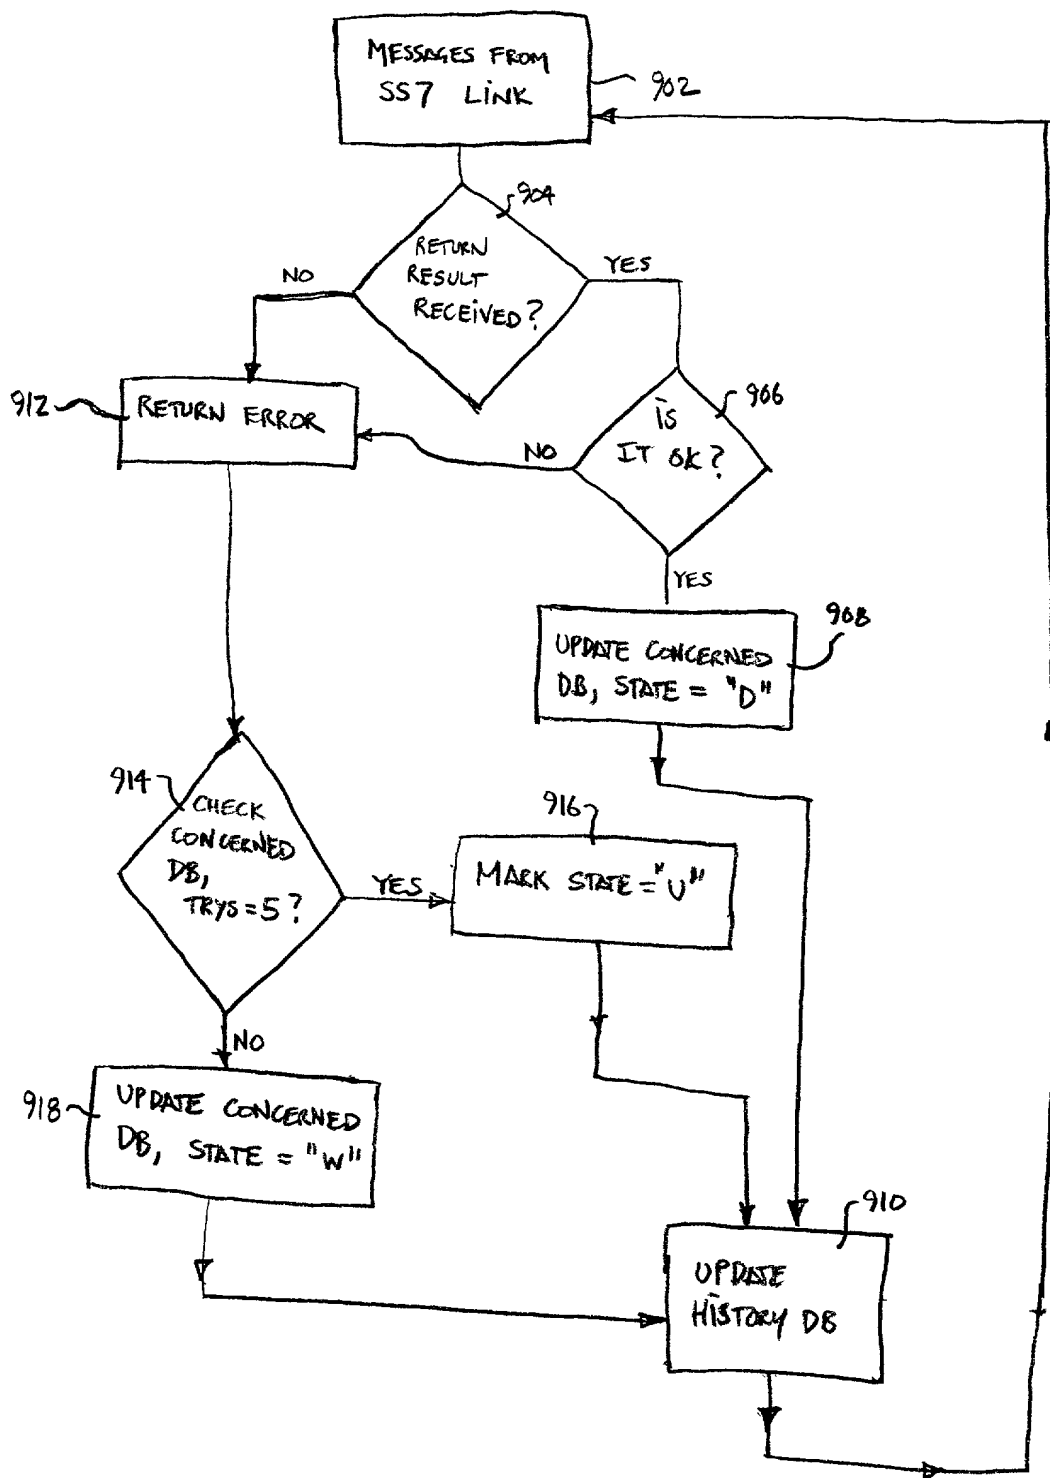 MESSAGES FROM
SS7 LINK
902
904
RETURN
RESULT
RECEIVED?
NO
YES
912
RETURN ERROR
906
IS
IT OK?
NO
YES
908
UPDATE CONCERNED
DB, STATE = "D"
914
CHECK
CONCERNED
DB,
TRYS=5?
YES
916
MARK STATE="U"
NO
918
UPDATE CONCERNED
DB, STATE = "W"
910
UPDATE
HISTORY DB